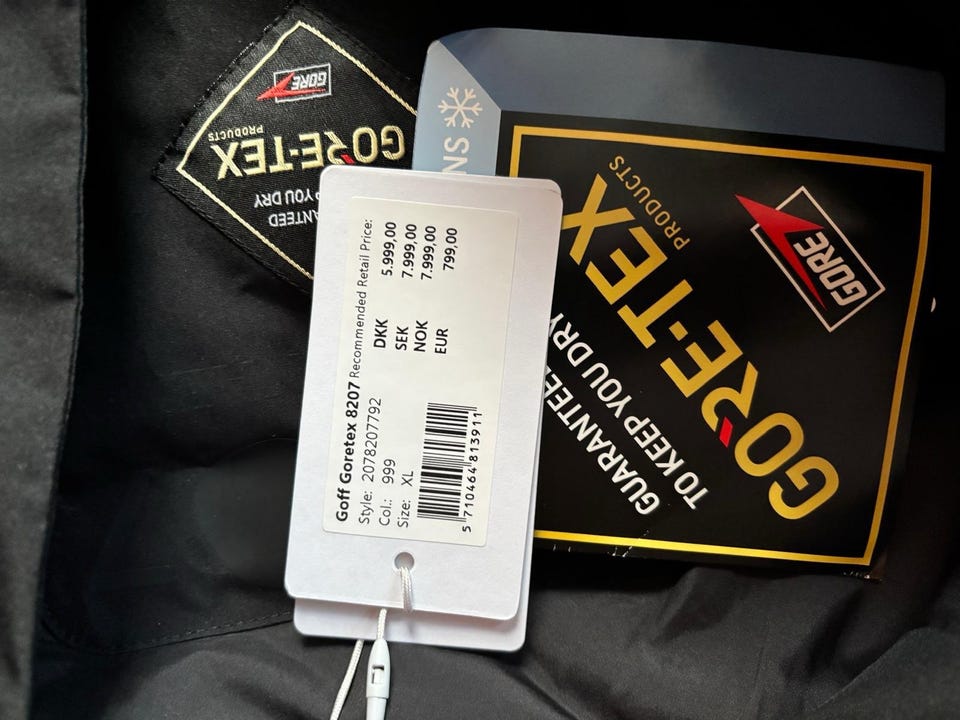 GORE
GORE-TEX
PRODUCTS
KEEP YOU DRY
Goff Goretex 8207
Recommended Retail Price:
Style: 2078207792
Col.: 999
Size: XL
DKK 5.999,00
SEK 7.999,00
NOK 7.999,00
EUR 799,00
5 710464 813911
NS
GORE
GORE-TEX
PRODUCTS
GUARANTEED
TO KEEP YOU DRY